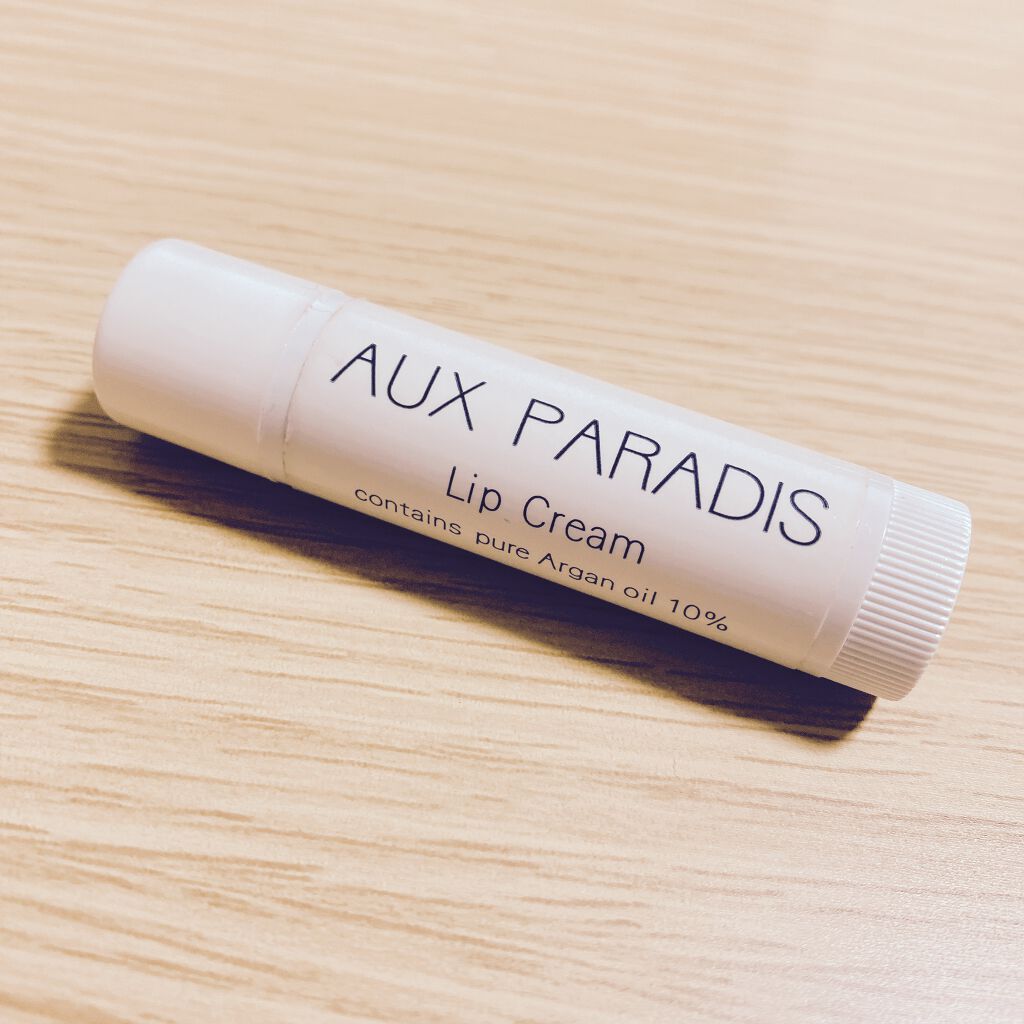 AUX PARADIS
Lip Cream
contains pure Argan oil 10%